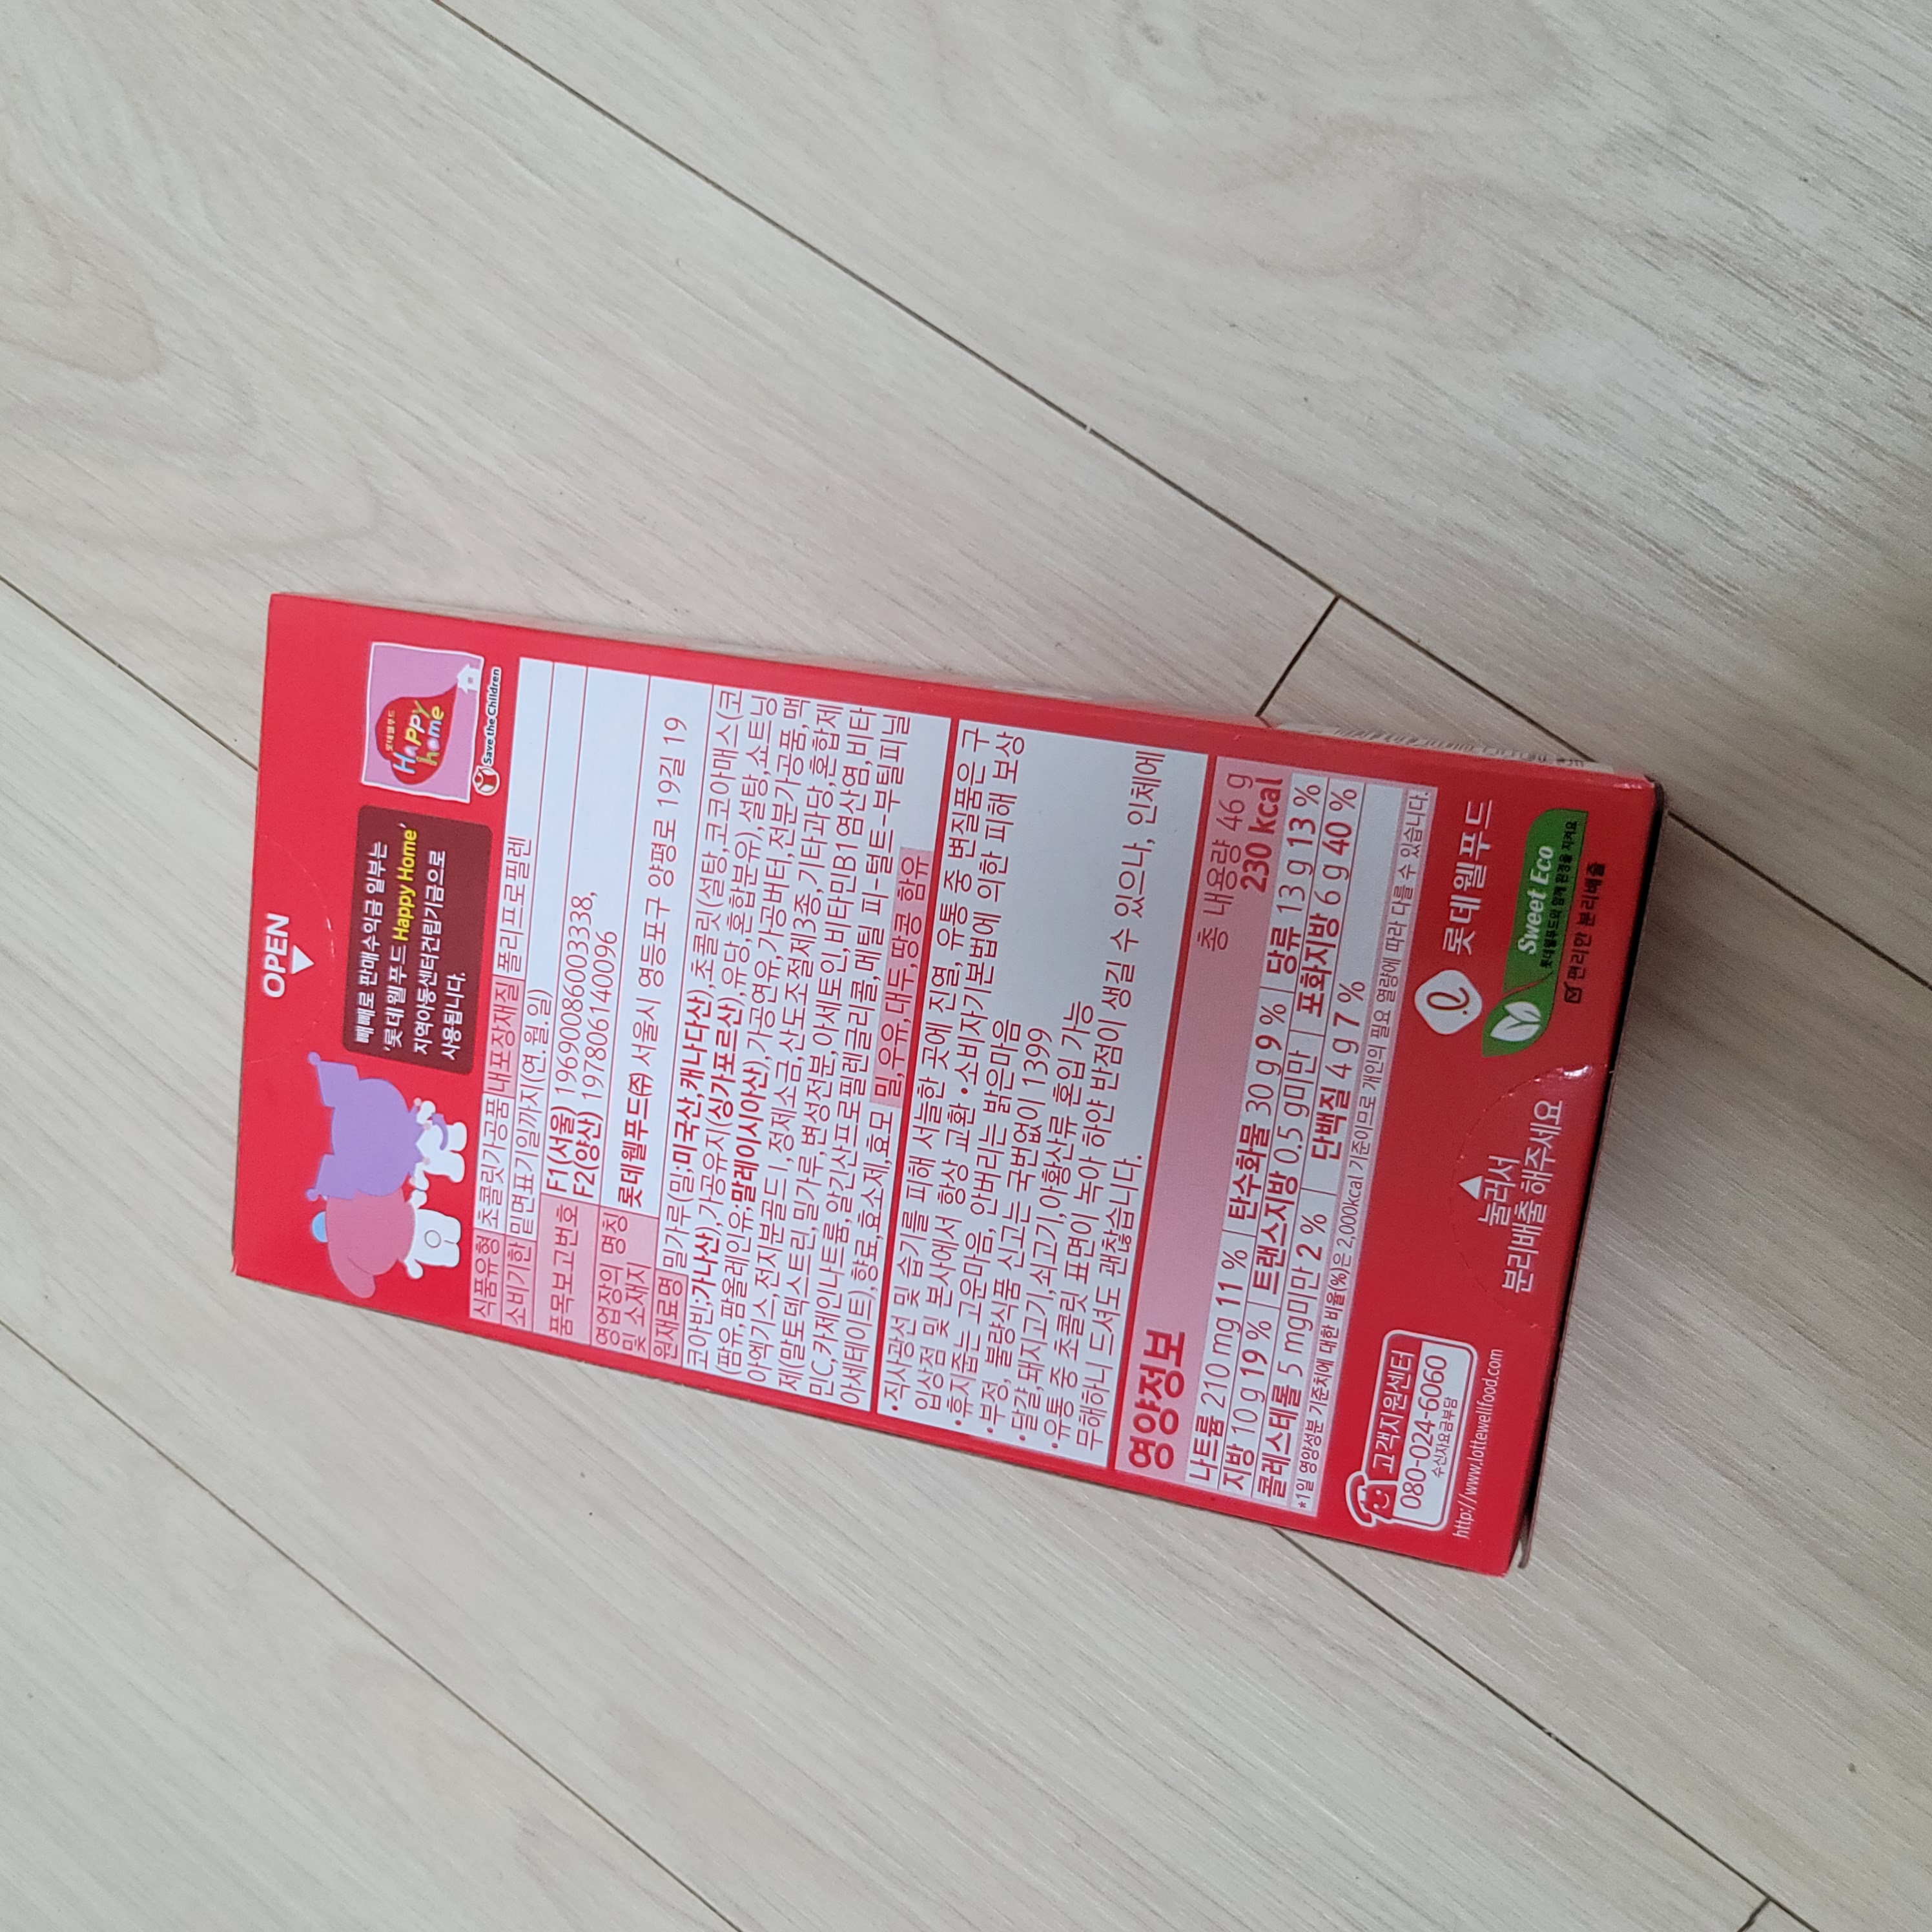 OPEN
빼빼로 판매수익금 일부는
'롯데웰푸드 Happy Home'
지역아동센터건립기금으로
사용됩니다.
롯데웰푸드
Happy
home
Save the Children
식품유형 초콜릿가공품 내포장재질 폴리프로필렌
소비기한 밑면표기일까지(연.월.일)
품목보고번호 F1(서울) 19690086003338,
F2(양산) 197806140096
영업장의 명칭
및 소재지 롯데웰푸드㈜ 서울시 영등포구 양평로 19길 19
원재료명 밀가루(밀;미국산,캐나다산),초콜릿(설탕,코코아매스(코
코아빈;가나산),가공유지(싱가포르산),유당,혼합분유),설탕,쇼트닝
(팜유,팜올레인유;말레이시아산),가공연유,가공버터,전분가공품,맥
아엑기스,전지분골드Ⅰ,정제소금,산도조절제3종,기타과당,혼합제
제(말토덱스트린,밀가루,변성전분,아세토인,비타민B1염산염,비타
민C,카제인나트륨,알긴산프로필렌글리콜,메틸 피-털트-부틸피닐
아세테이트),향료,효소제,효모 밀,우유,대두,땅콩 함유
•직사광선 및 습기를 피해 서늘한 곳에 진열, 유통 중 변질품은 구
입상점 및 본사에서 항상 교환 •소비자기본법에 의한 피해 보상
•휴지줍는 고운마음, 안버리는 밝은마음
•부정, 불량식품 신고는 국번없이 1399
•달걀,돼지고기,쇠고기,아황산류 혼입 가능
•유통 중 초콜릿 표면이 녹아 하얀 반점이 생길 수 있으나, 인체에
무해하니 드셔도 괜찮습니다.
영양정보
총 내용량 46 g
230 kcal
나트륨 210 mg 11 % 탄수화물 30 g 9 % 당류 13 g 13 %
지방 10 g 19 % 트랜스지방 0.5 g미만 포화지방 6 g 40 %
콜레스테롤 5 mg미만 2 % 단백질 4 g 7 %
*1일 영양성분 기준치에 대한 비율(%)은 2,000kcal 기준이므로 개인의 필요 열량에 따라 다를 수 있습니다.
고객지원센터
080-024-6060
수신자요금부담
http://www.lottewellfood.com
눌러서
분리배출 해주세요
롯데웰푸드
Sweet Eco
롯데웰푸드와 함께 환경을 지켜요
편리한 분리배출